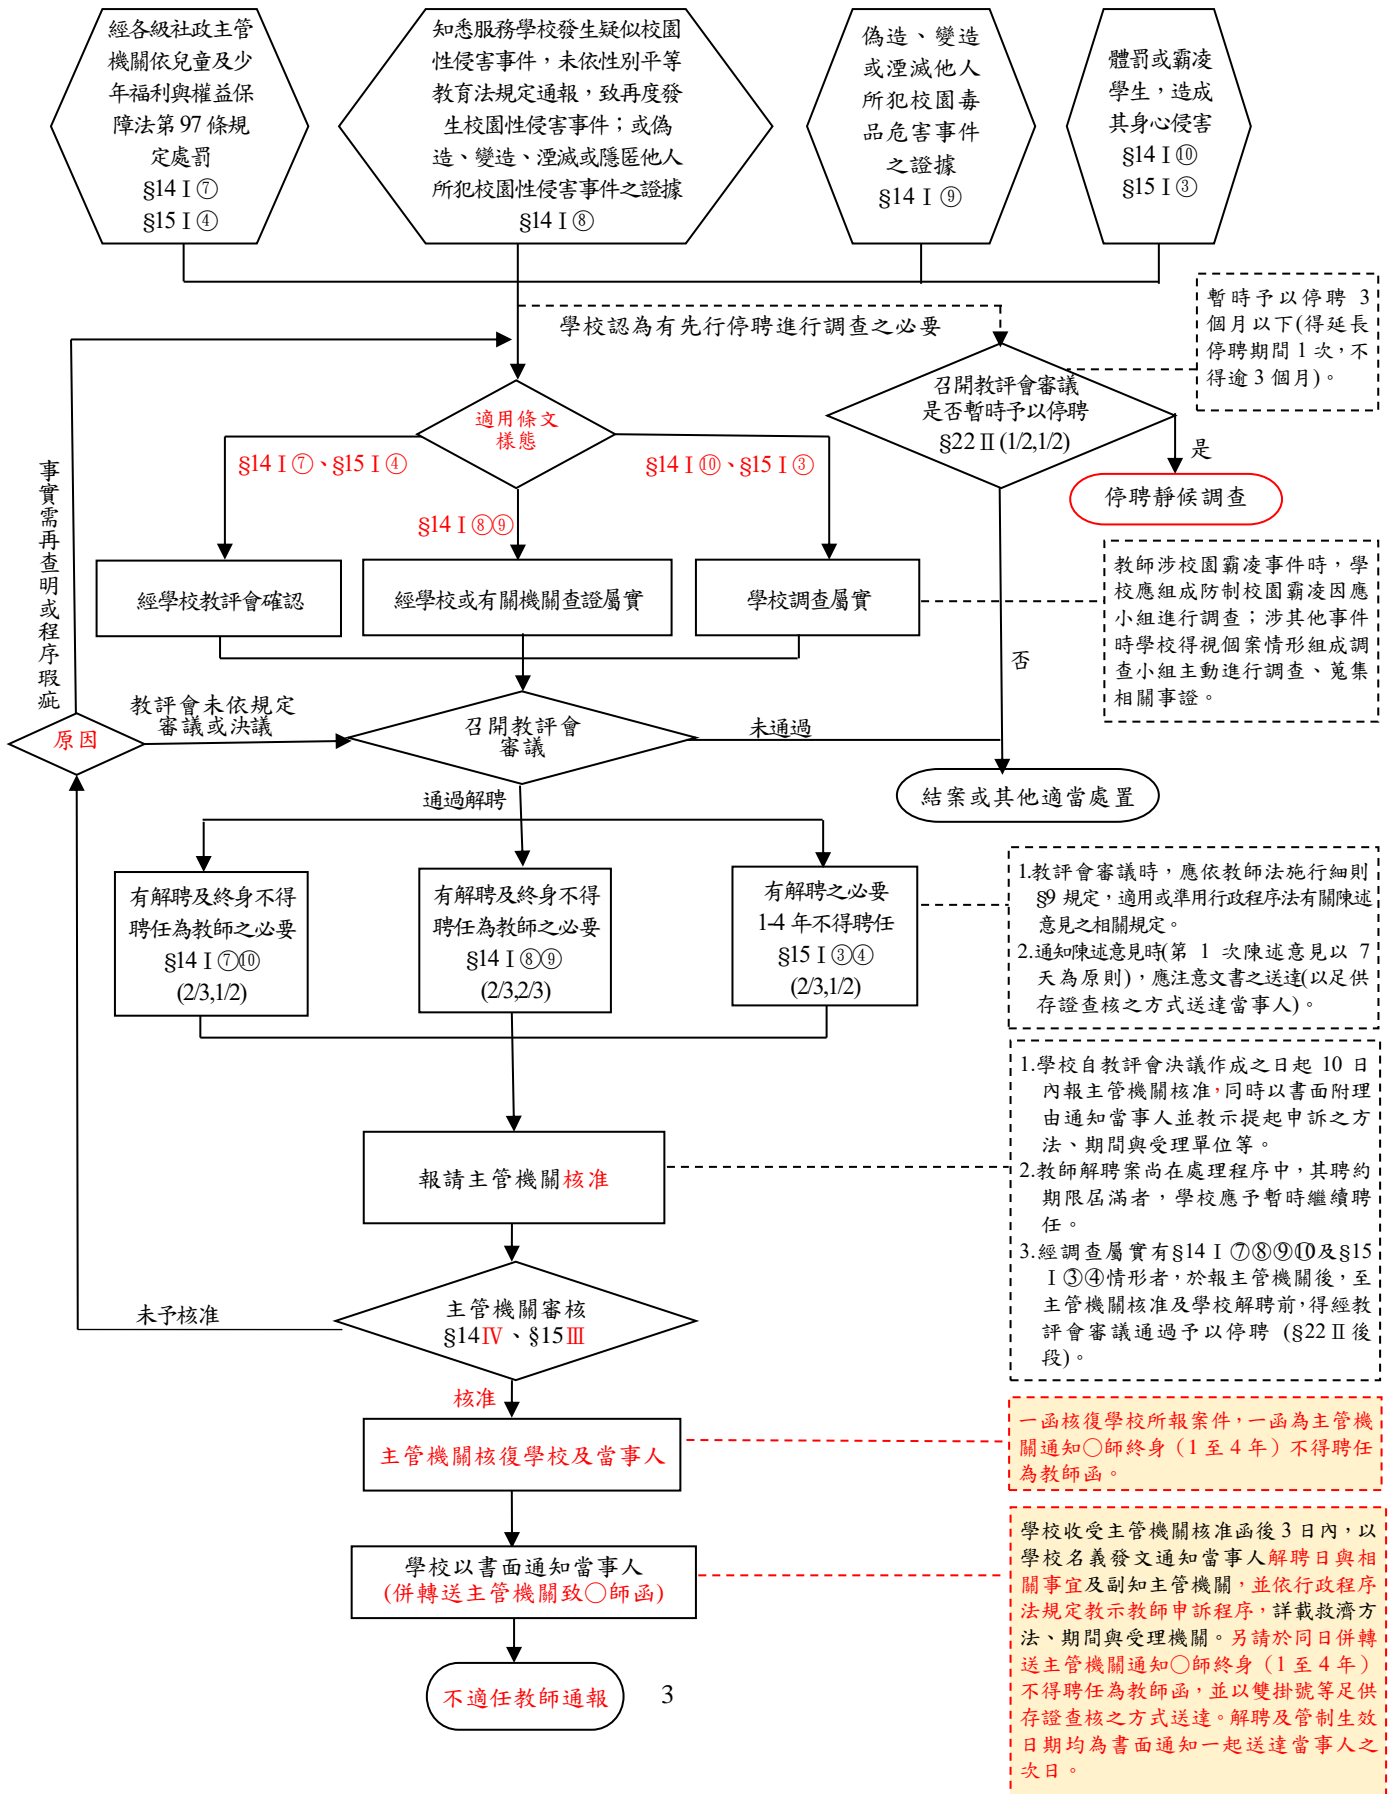 經各級社政主管
機關依兒童及少
年福利與權益保
障法第 97 條規
定處罰
§14 I ⑦
§15 I ④
知悉服務學校發生疑似校園
性侵害事件，未依性別平等
教育法規定通報，致再度發
生校園性侵害事件；或偽
造、變造、湮滅或隱匿他人
所犯校園性侵害事件之證據
§14 I ⑧
偽造、變造
或湮滅他人
所犯校園毒
品危害事件
之證據
§14 I ⑨
體罰或霸凌
學生，造成
其身心侵害
§14 I ⑩
§15 I ③
學校認為有先行停聘進行調查之必要
暫時予以停聘 3
個月以下(得延長
停聘期間 1 次，不
得逾 3 個月)。
召開教評會審議
是否暫時予以停聘
§22 Ⅱ (1/2,1/2)
是
停聘靜候調查
適用條文
樣態
§14 I ⑦、§15 I ④
§14 I ⑧⑨
§14 I ⑩、§15 I ③
經學校教評會確認
經學校或有關機關查證屬實
學校調查屬實
教師涉校園霸凌事件時，學
校應組成防制校園霸凌因應
小組進行調查；涉其他事件
時學校得視個案情形組成調
查小組主動進行調查、蒐集
相關事證。
事實需再查明或程序瑕疵
否
原因
教評會未依規定
審議或決議
召開教評會
審議
未通過
結案或其他適當處置
通過解聘
有解聘及終身不得
聘任為教師之必要
§14 I ⑦⑩
(2/3,1/2)
有解聘及終身不得
聘任為教師之必要
§14 I ⑧⑨
(2/3,2/3)
有解聘之必要
1-4 年不得聘任
§15 I ③④
(2/3,1/2)
1.教評會審議時，應依教師法施行細則
§9 規定，適用或準用行政程序法有關陳述
意見之相關規定。
2.通知陳述意見時(第 1 次陳述意見以 7
天為原則)，應注意文書之送達(以足供
存證查核之方式送達當事人)。
1.學校自教評會決議作成之日起 10 日
內報主管機關核准，同時以書面附理
由通知當事人並教示提起申訴之方
法、期間與受理單位等。
2.教師解聘案尚在處理程序中，其聘約
期限屆滿者，學校應予暫時繼續聘
任。
3.經調查屬實有§14 I ⑦⑧⑨⑩及§15
I ③④情形者，於報主管機關後，至
主管機關核准及學校解聘前，得經教
評會審議通過予以停聘 (§22 Ⅱ 後
段)。
報請主管機關核准
主管機關審核
§14Ⅳ、§15Ⅲ
未予核准
核准
主管機關核復學校及當事人
一函核復學校所報案件，一函為主管機
關通知○師終身（1 至 4 年）不得聘任
為教師函。
學校以書面通知當事人
(併轉送主管機關致○師函)
學校收受主管機關核准函後 3 日內，以
學校名義發文通知當事人解聘日與相
關事宜及副知主管機關，並依行政程序
法規定教示教師申訴程序，詳載救濟方
法、期間與受理機關。另請於同日併轉
送主管機關通知○師終身（1 至 4 年）
不得聘任為教師函，並以雙掛號等足供
存證查核之方式送達。解聘及管制生效
日期均為書面通知一起送達當事人之
次日。
不適任教師通報
3